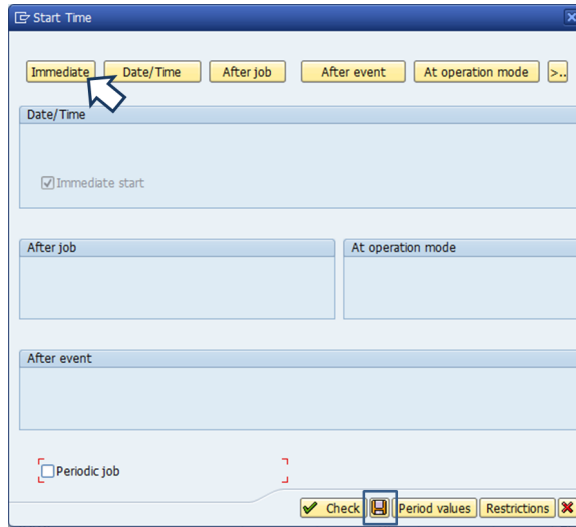 Start Time
Immediate Date/Time After job After event At operation mode >..
Date/Time
Immediate start
After job At operation mode
After event
Periodic job
Check Period values Restrictions